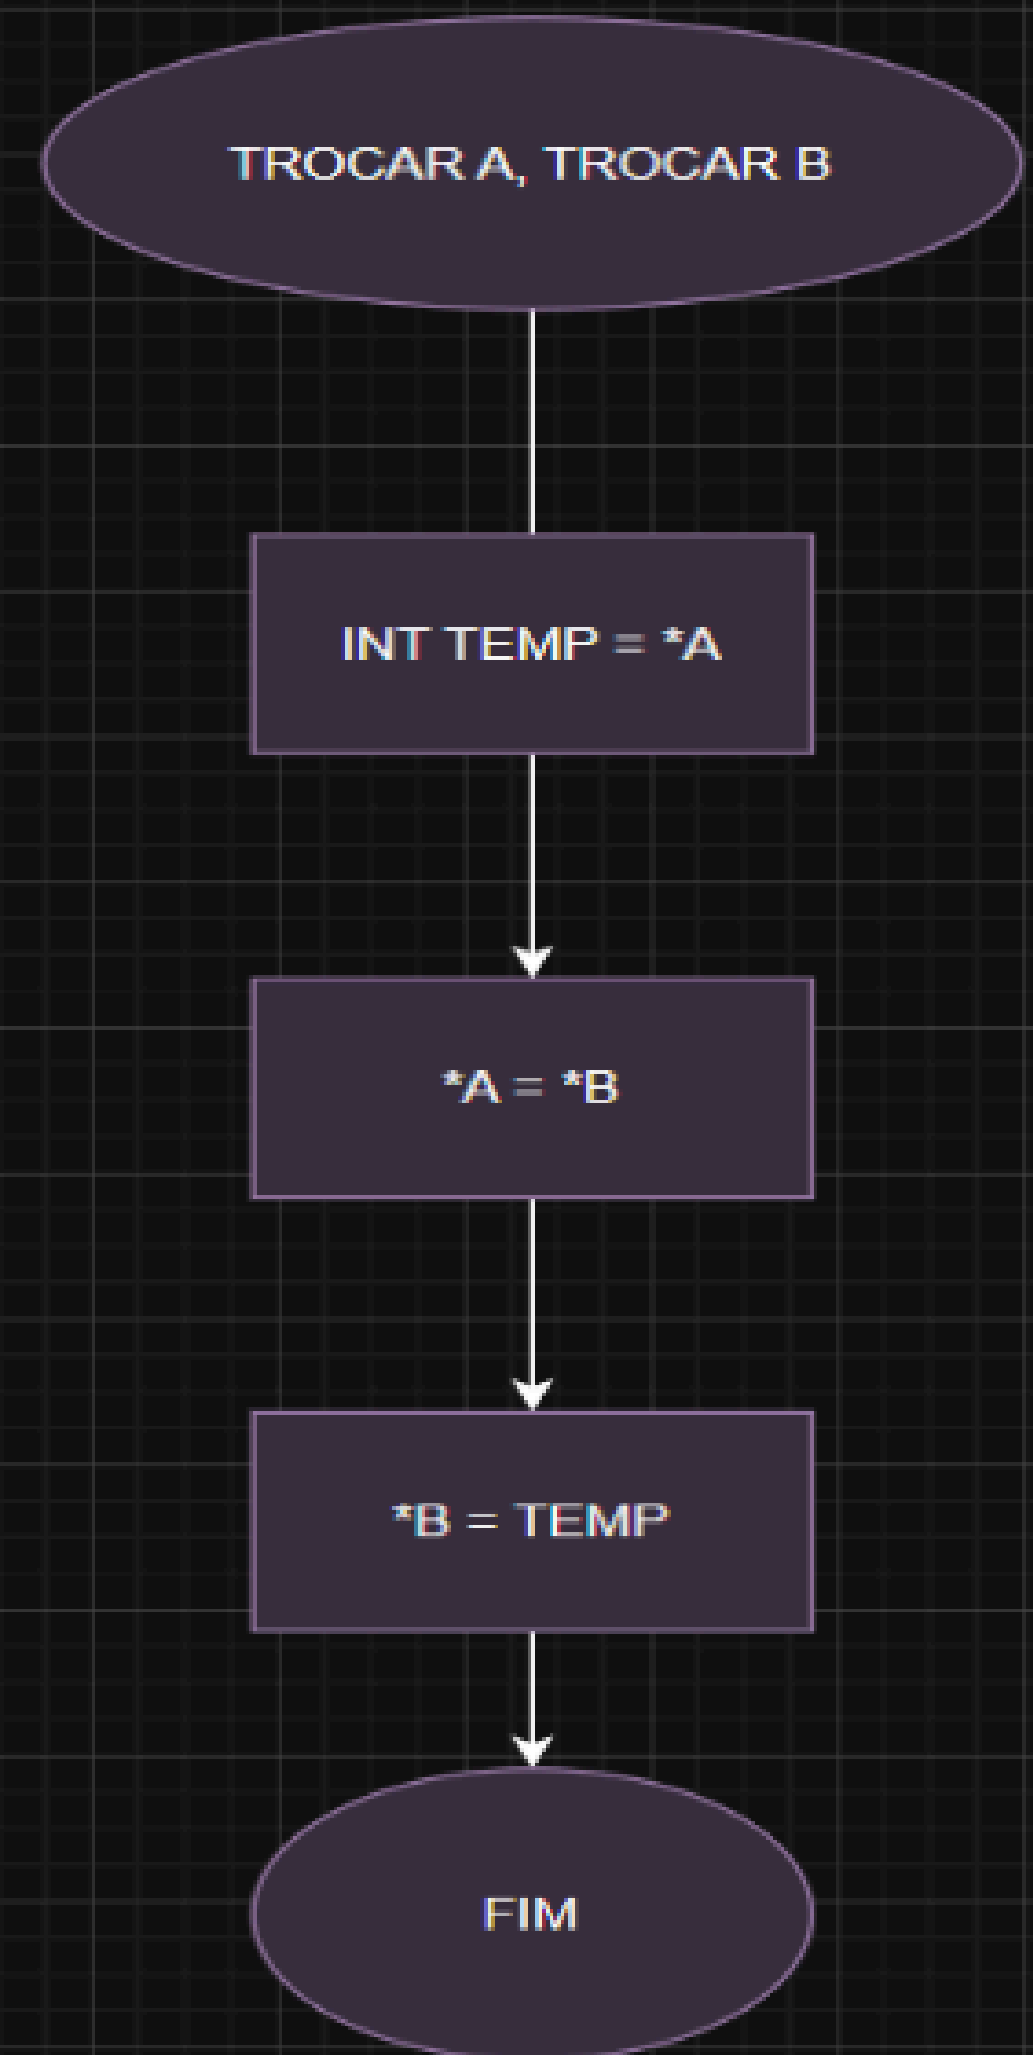 TROCAR A, TROCAR B
INT TEMP = *A
*A = *B
*B = TEMP
FIM